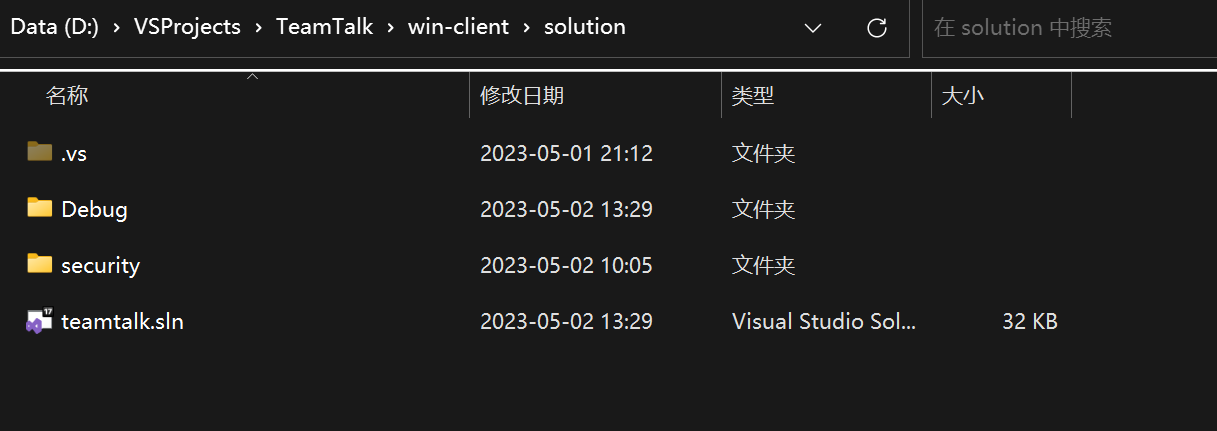 Data (D:) › VSProjects › TeamTalk › win-client › solution 在 solution 中搜索
名称 修改日期 类型 大小
.vs 2023-05-01 21:12 文件夹
Debug 2023-05-02 13:29 文件夹
security 2023-05-02 10:05 文件夹
17 teamtalk.sln 2023-05-02 13:29 Visual Studio Sol... 32 KB